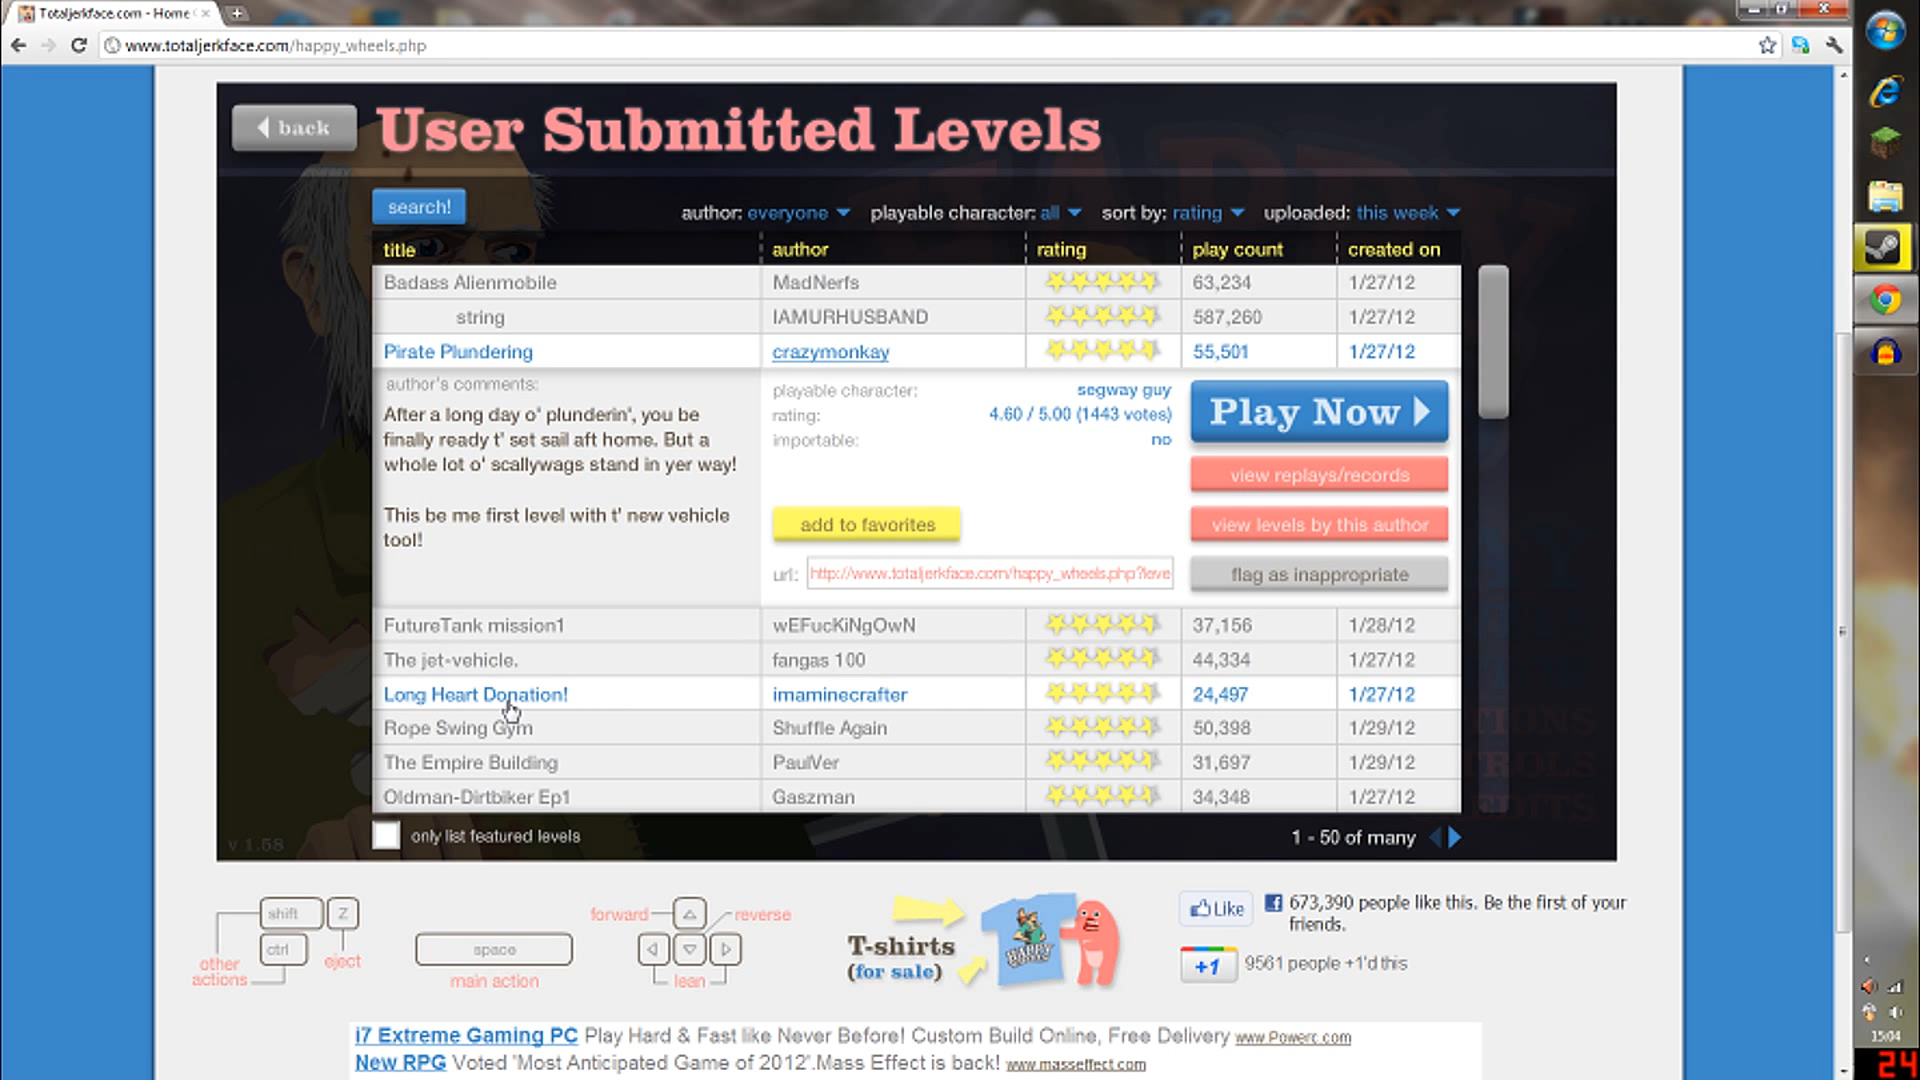 Totaljerkface.com - Home
www.totaljerkface.com/happy_wheels.php
back
User Submitted Levels
search!
author: everyone playable character: all sort by: rating uploaded: this week
title author rating play count created on
Badass Alienmobile MadNerfs 63,234 1/27/12
string IAMURHUSBAND 587,260 1/27/12
Pirate Plundering crazymonkay 55,501 1/27/12
author's comments:
After a long day o' plunderin', you be
finally ready t' set sail aft home. But a
whole lot o' scallywags stand in yer way!
This be me first level with t' new vehicle
tool!
playable character: segway guy
rating: 4.60 / 5.00 (1443 votes)
importable: no
add to favorites
url: http://www.totaljerkface.com/happy_wheels.php?leve
Play Now
view replays/records
view levels by this author
flag as inappropriate
FutureTank mission1 wEFucKiNgOwN 37,156 1/28/12
The jet-vehicle. fangas 100 44,334 1/27/12
Long Heart Donation! imaminecrafter 24,497 1/27/12
Rope Swing Gym Shuffle Again 50,398 1/29/12
The Empire Building PaulVer 31,697 1/29/12
Oldman-Dirtbiker Ep1 Gaszman 34,348 1/27/12
only list featured levels
1 - 50 of many
v 1.58
shift Z
ctrl
other
actions
eject
space
main action
forward reverse
lean
T-shirts
(for sale)
Like
673,390 people like this. Be the first of your
friends.
+1 9561 people +1'd this
i7 Extreme Gaming PC Play Hard & Fast like Never Before! Custom Build Online, Free Delivery www.Powerc.com
New RPG Voted 'Most Anticipated Game of 2012'.Mass Effect is back! www.masseffect.com
15:04
24